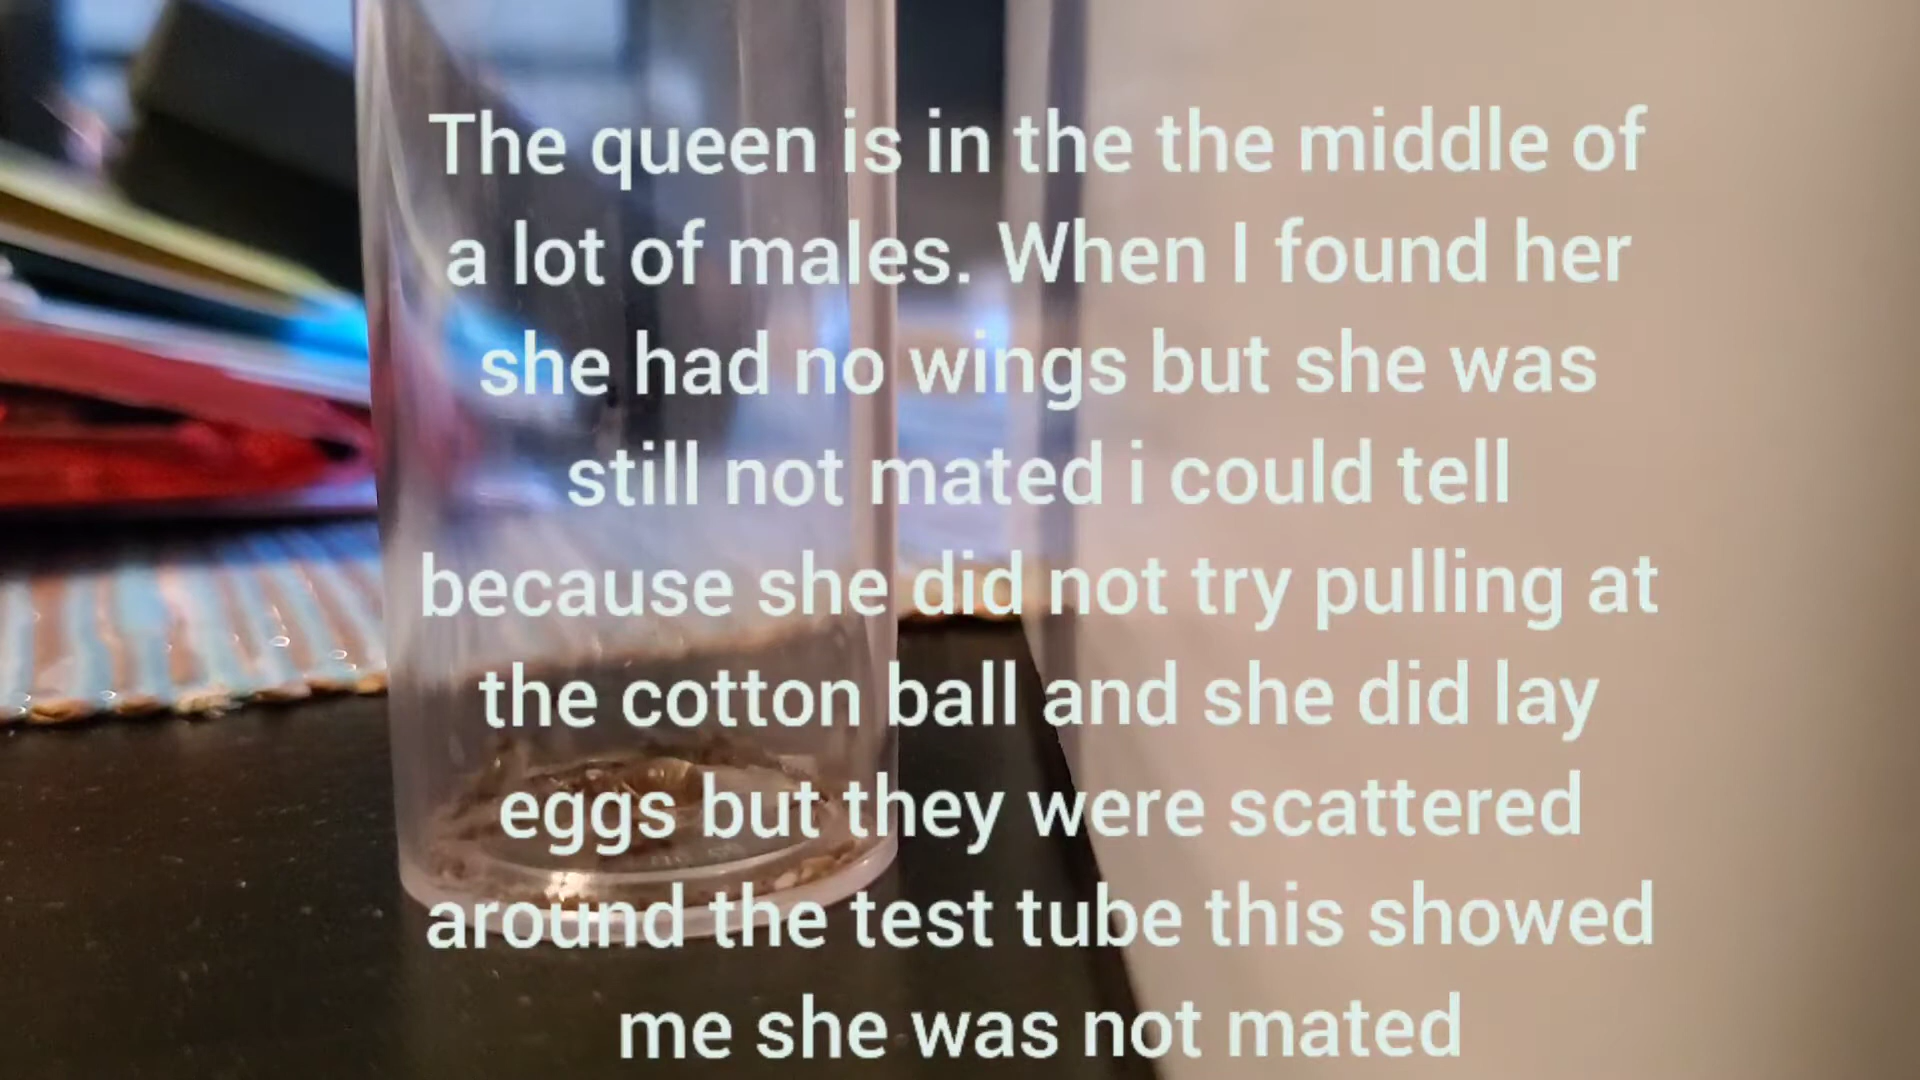 The queen is in the the middle of
a lot of males. When I found her
she had no wings but she was
still not mated i could tell
because she did not try pulling at
the cotton ball and she did lay
eggs but they were scattered
around the test tube this showed
me she was not mated